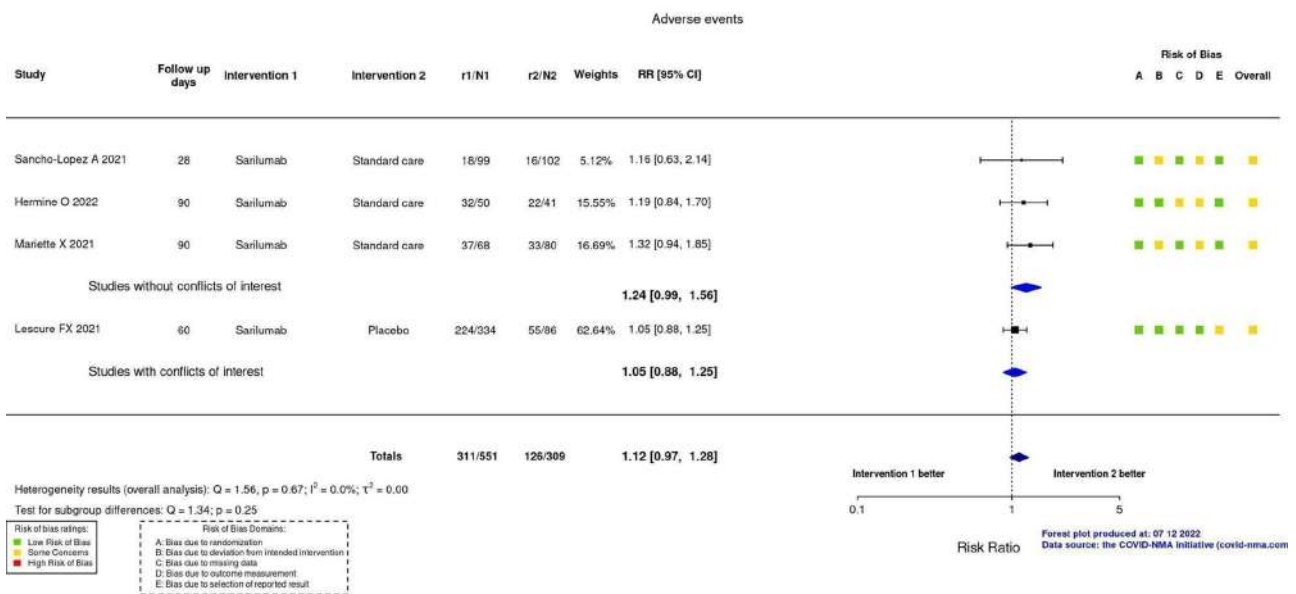 Adverse events
Risk of Bias
Study Follow up days Intervention 1 Intervention 2 r1/N1 r2/N2 Weights RR [95% CI] A B C D E Overall
Sancho-Lopez A 2021 28 Sarilumab Standard care 18/99 16/102 5.12% 1.16 [0.63, 2.14]
Hermine O 2022 90 Sarilumab Standard care 32/50 22/41 15.55% 1.19 [0.84, 1.70]
Mariette X 2021 90 Sarilumab Standard care 37/68 33/80 16.69% 1.32 [0.94, 1.85]
Studies without conflicts of interest 1.24 [0.99, 1.56]
Lescure FX 2021 60 Sarilumab Placebo 224/334 55/86 62.64% 1.05 [0.88, 1.25]
Studies with conflicts of interest 1.05 [0.88, 1.25]
Totals 311/551 126/309 1.12 [0.97, 1.28]
Intervention 1 better Intervention 2 better
Heterogeneity results (overall analysis): Q = 1.56, p = 0.67; I² = 0.0%; τ² = 0.00
0.1 1 5
Test for subgroup differences: Q = 1.34; p = 0.25
Risk of bias ratings:
Low Risk of Bias
Some Concerns
High Risk of Bias
Risk of Bias Domains:
A: Bias due to randomization
B: Bias due to deviation from intended intervention
C: Bias due to missing data
D: Bias due to outcome measurement
E: Bias due to selection of reported result
Risk Ratio
Forest plot produced at: 07 12 2022
Data source: the COVID-NMA Initiative (covid-nma.com